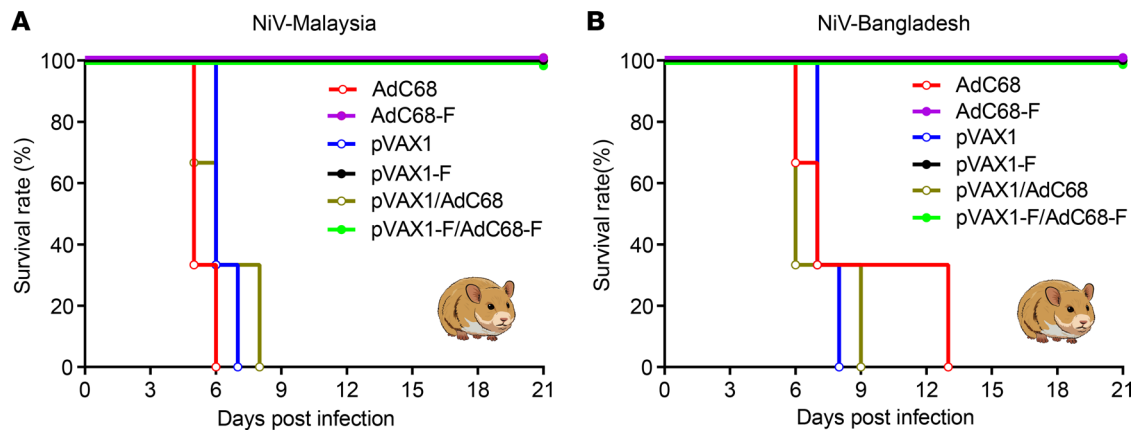 A
NiV-Malaysia
Survival rate (%)
100
80
60
40
20
0
0 3 6 9 12 15 18 21
Days post infection
AdC68
AdC68-F
pVAX1
pVAX1-F
pVAX1/AdC68
pVAX1-F/AdC68-F
B
NiV-Bangladesh
Survival rate(%)
100
80
60
40
20
0
0 3 6 9 12 15 18 21
Days post infection
AdC68
AdC68-F
pVAX1
pVAX1-F
pVAX1/AdC68
pVAX1-F/AdC68-F